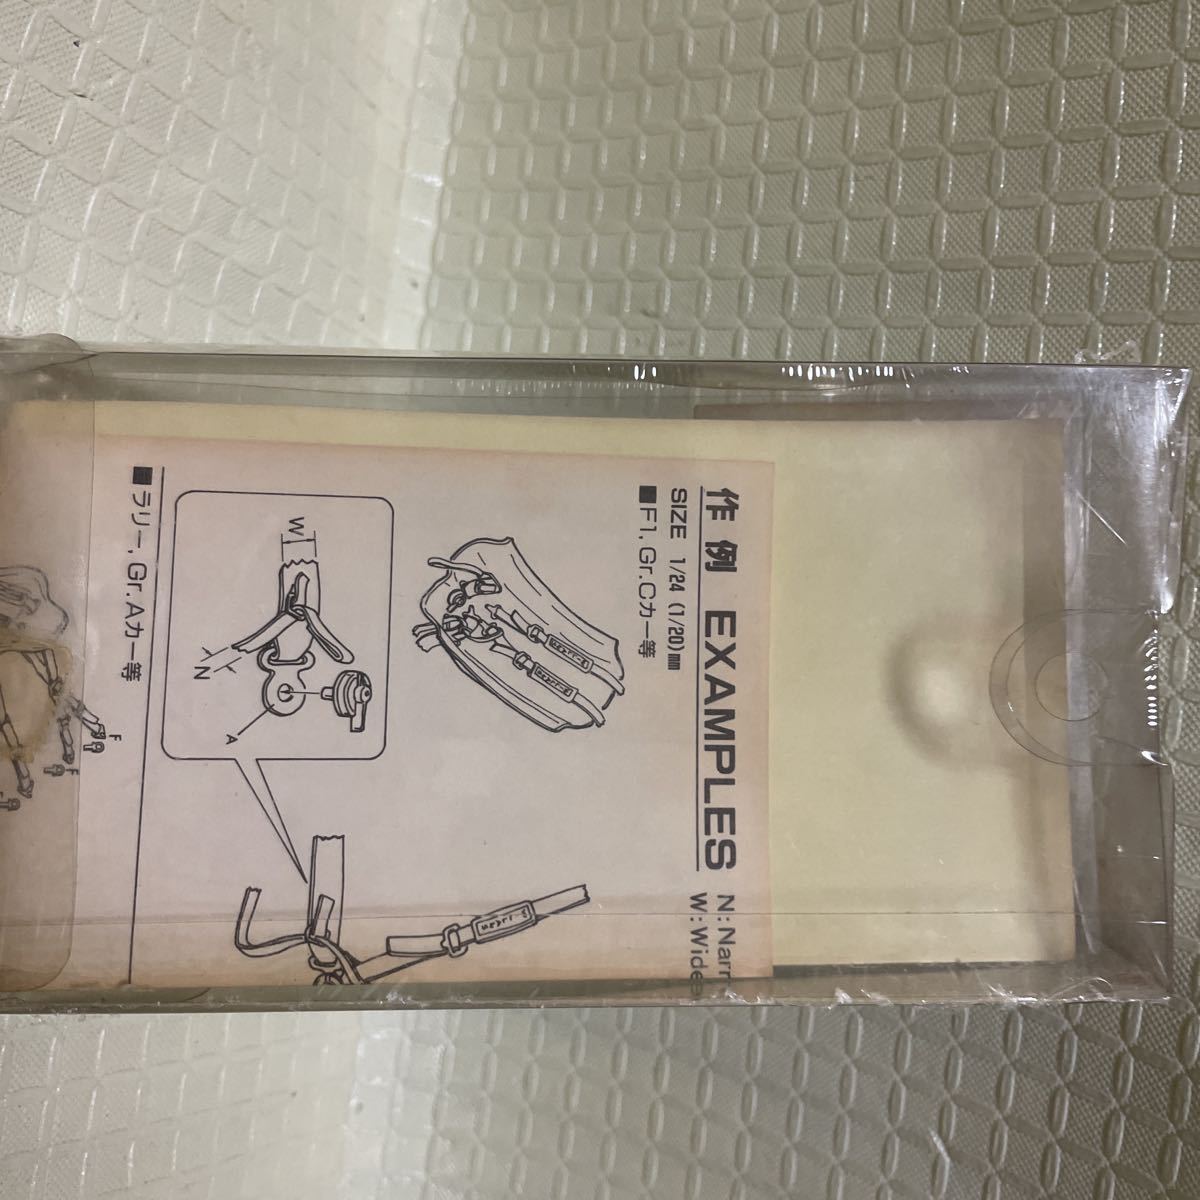 作例 EXAMPLES
N:Narr
W:Wide
SIZE 1/24 (1/20)mm
■F1, Gr.Cカー等
W
N
A
■ラリー, Gr.Aカー等
F
F